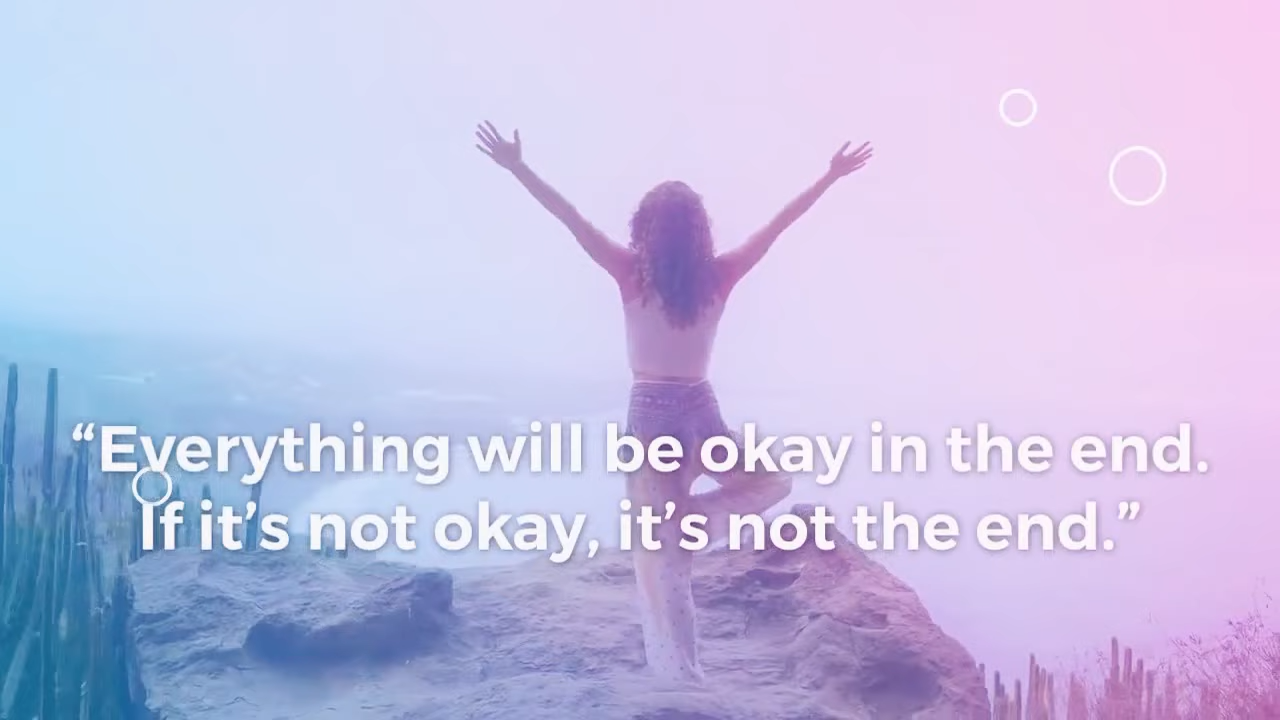 “Everything will be okay in the end.
If it’s not okay, it’s not the end.”